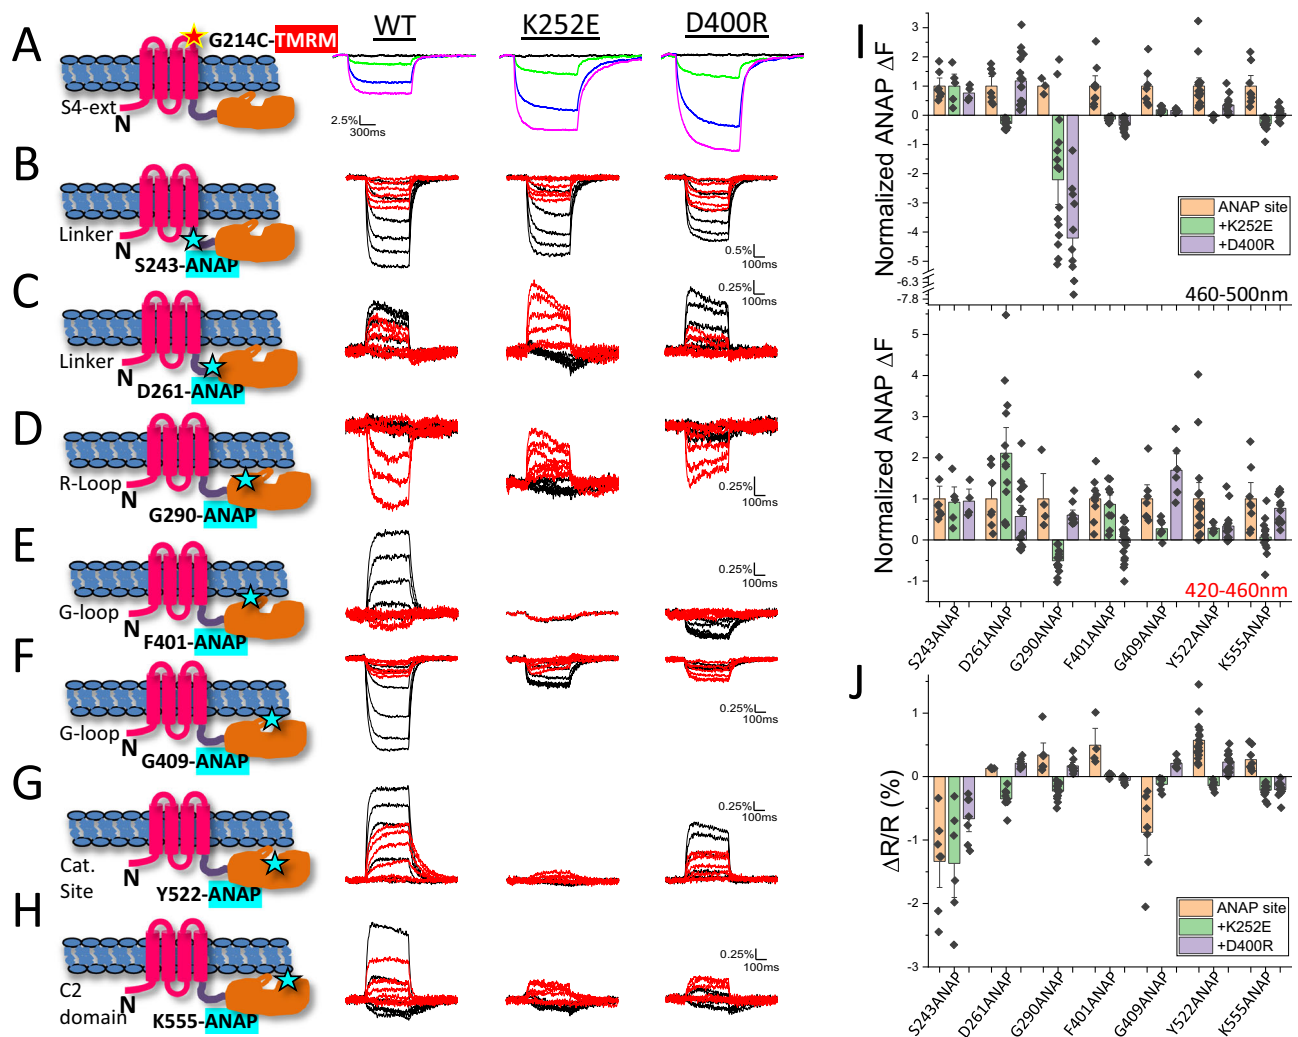 A
G214C-TMRM
S4-ext
N
WT
K252E
D400R
2.5%
300ms
B
Linker
N
S243-ANAP
0.5%
100ms
C
Linker
N
D261-ANAP
0.25%
100ms
D
R-Loop
N
G290-ANAP
0.25%
100ms
E
G-loop
N
F401-ANAP
0.25%
100ms
F
G-loop
N
G409-ANAP
0.25%
100ms
G
Cat.
Site
N
Y522-ANAP
0.25%
100ms
H
C2
domain
N
K555-ANAP
0.25%
100ms
I
Normalized ANAP ΔF
2
1
0
-1
-2
-3
-4
-5
-6.3
-7.8
ANAP site
+K252E
+D400R
460-500nm
Normalized ANAP ΔF
5
4
3
2
1
0
-1
420-460nm
S243ANAP
D261ANAP
G290ANAP
F401ANAP
G409ANAP
Y522ANAP
K555ANAP
J
ΔR/R (%)
1
0
-1
-2
-3
ANAP site
+K252E
+D400R
S243ANAP
D261ANAP
G290ANAP
F401ANAP
G409ANAP
Y522ANAP
K555ANAP